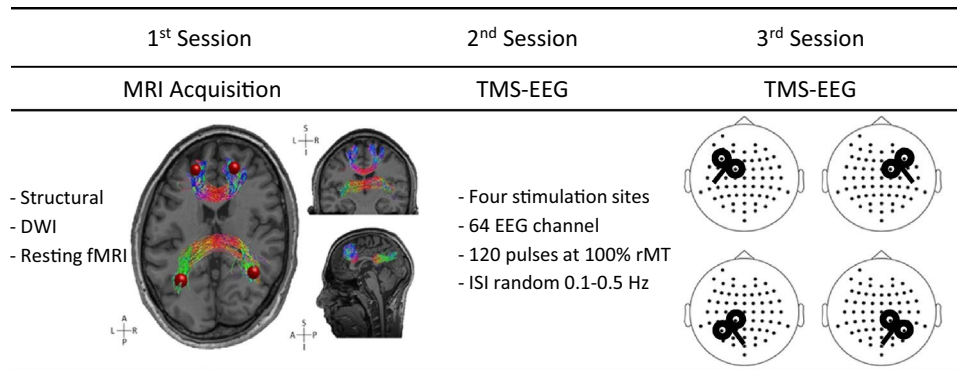 1st Session
2nd Session
3rd Session
MRI Acquisition
TMS-EEG
TMS-EEG
- Structural
- DWI
- Resting fMRI
S
L R
I
A
L R
P
S
A P
I
- Four stimulation sites
- 64 EEG channel
- 120 pulses at 100% rMT
- ISI random 0.1-0.5 Hz